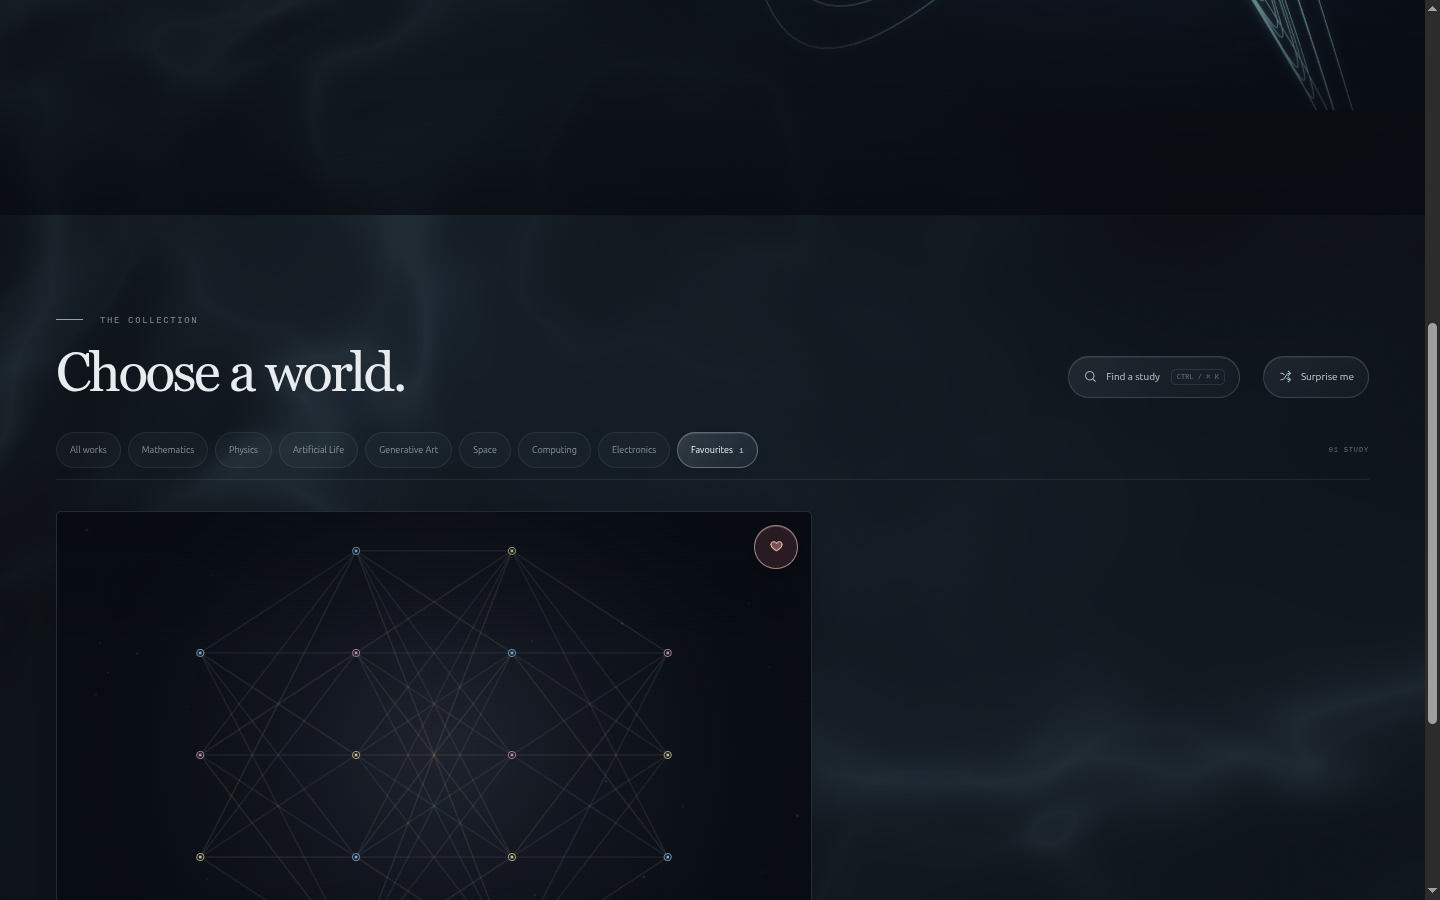 THE COLLECTION
Choose a world.
Find a study CTRL / ⌘ K
Surprise me
All works
Mathematics
Physics
Artificial Life
Generative Art
Space
Computing
Electronics
Favourites 1
01 STUDY